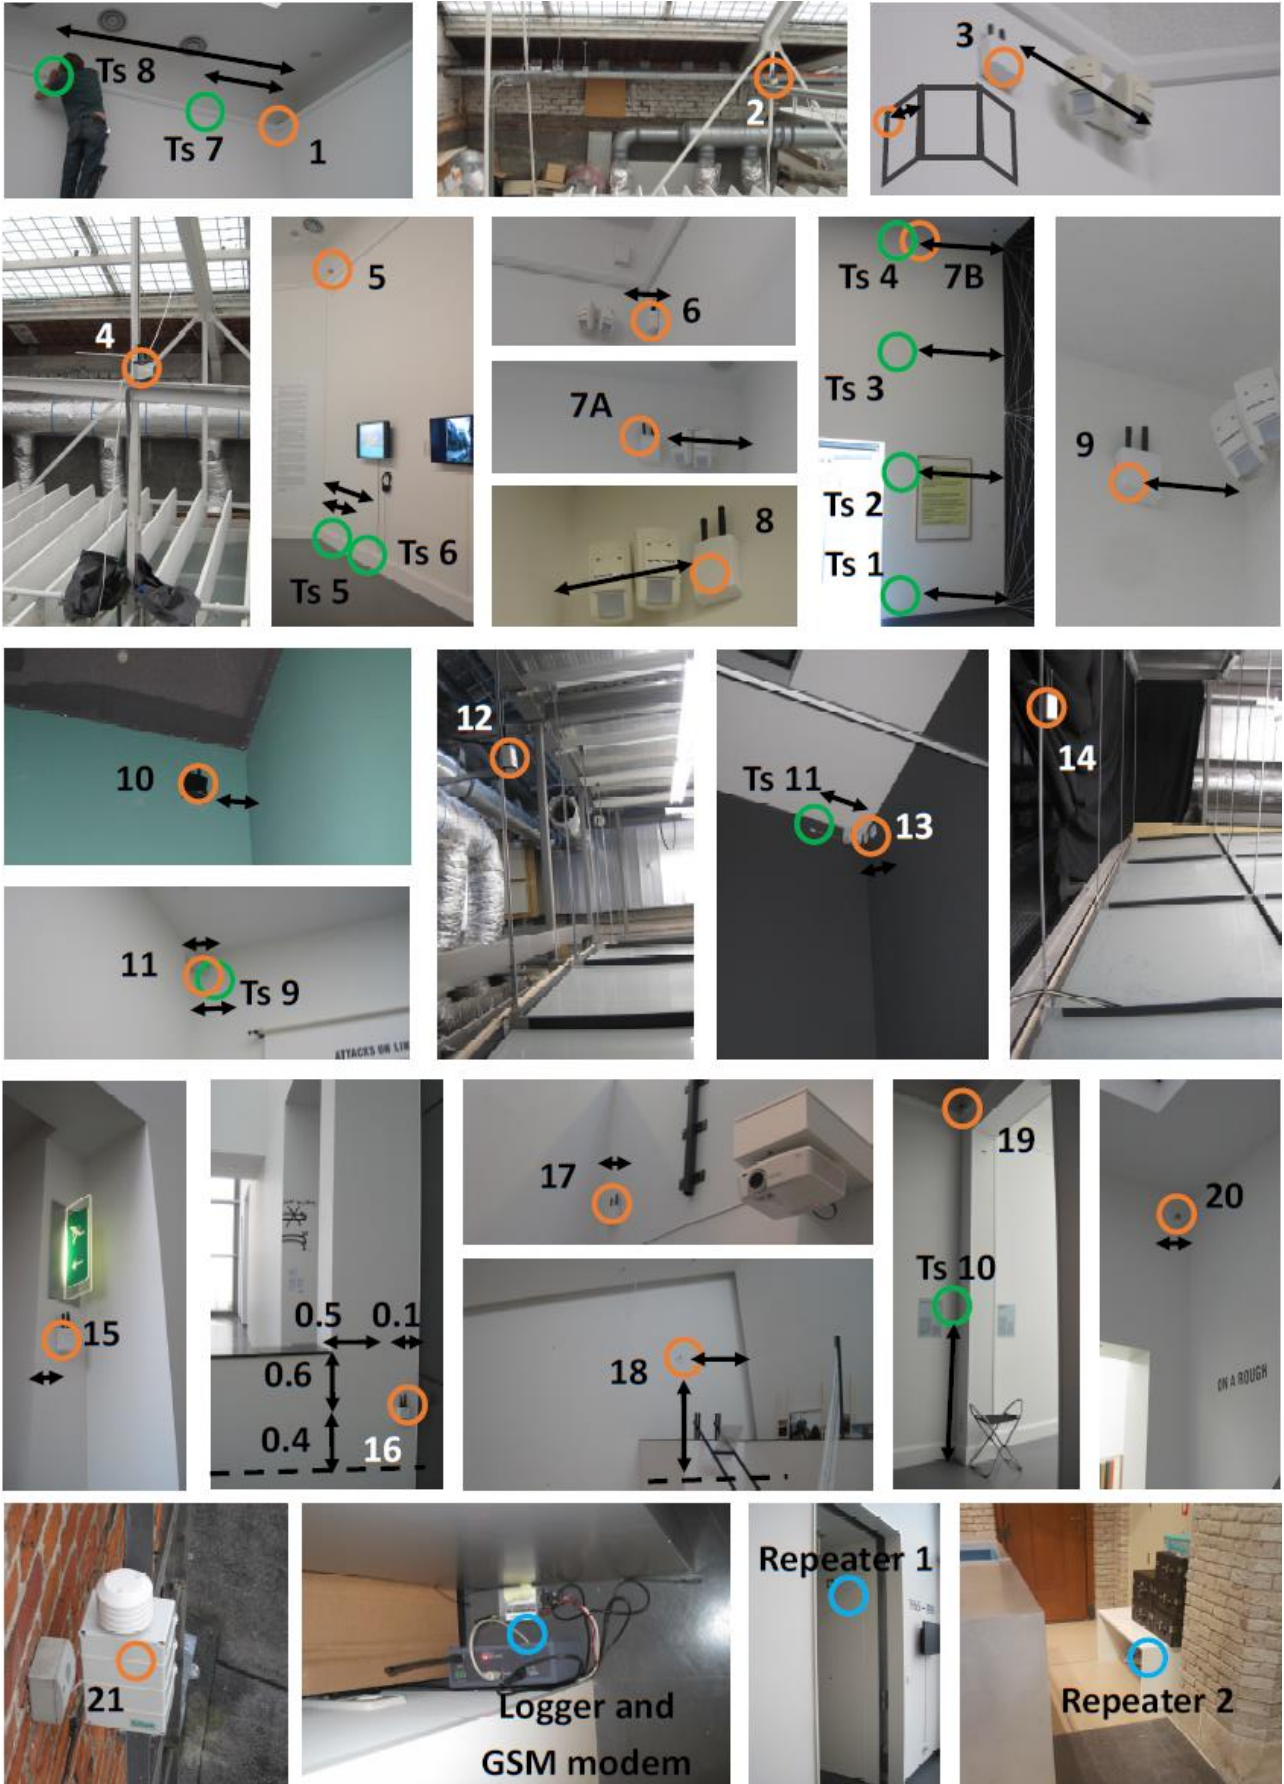 Ts 8
Ts 7
1
2
3
4
5
Ts 5
Ts 6
6
7A
8
Ts 4
7B
Ts 3
Ts 2
Ts 1
9
10
11
Ts 9
ATTACKS ON LIN
12
Ts 11
13
14
15
0.5
0.1
0.6
0.4
16
17
18
19
Ts 10
20
ON A ROUGH
21
Logger and
GSM modem
Repeater 1
Repeater 2